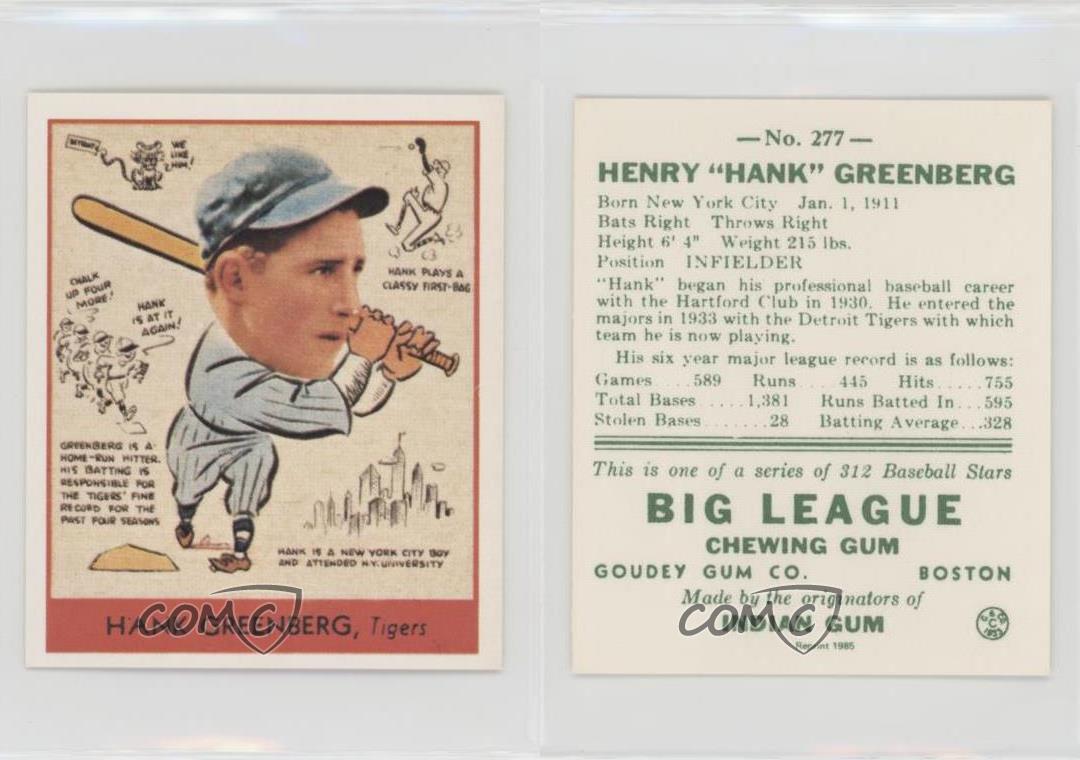 DETROIT
WE
LIKE
HIM!
HANK PLAYS A
CLASSY FIRST-BAG
CHALK
UP FOUR
MORE!
HANK
IS AT IT
AGAIN!
GREENBERG IS A
HOME-RUN HITTER.
HIS BATTING IS
RESPONSIBLE FOR
THE TIGERS' FINE
RECORD FOR THE
PAST FOUR SEASONS
HANK IS A NEW YORK CITY BOY
AND ATTENDED N.Y. UNIVERSITY
HANK GREENBERG, Tigers
COMC
—No. 277—
HENRY "HANK" GREENBERG
Born New York City Jan. 1, 1911
Bats Right Throws Right
Height 6' 4" Weight 215 lbs.
Position INFIELDER
"Hank" began his professional baseball career
with the Hartford Club in 1930. He entered the
majors in 1933 with the Detroit Tigers with which
team he is now playing.
His six year major league record is as follows:
Games....589 Runs....445 Hits.....755
Total Bases.....1,381 Runs Batted In...595
Stolen Bases.......28 Batting Average...328
This is one of a series of 312 Baseball Stars
BIG LEAGUE
CHEWING GUM
GOUDEY GUM CO. BOSTON
Made by the originators of
INDIAN GUM
COMC
Reprint 1985